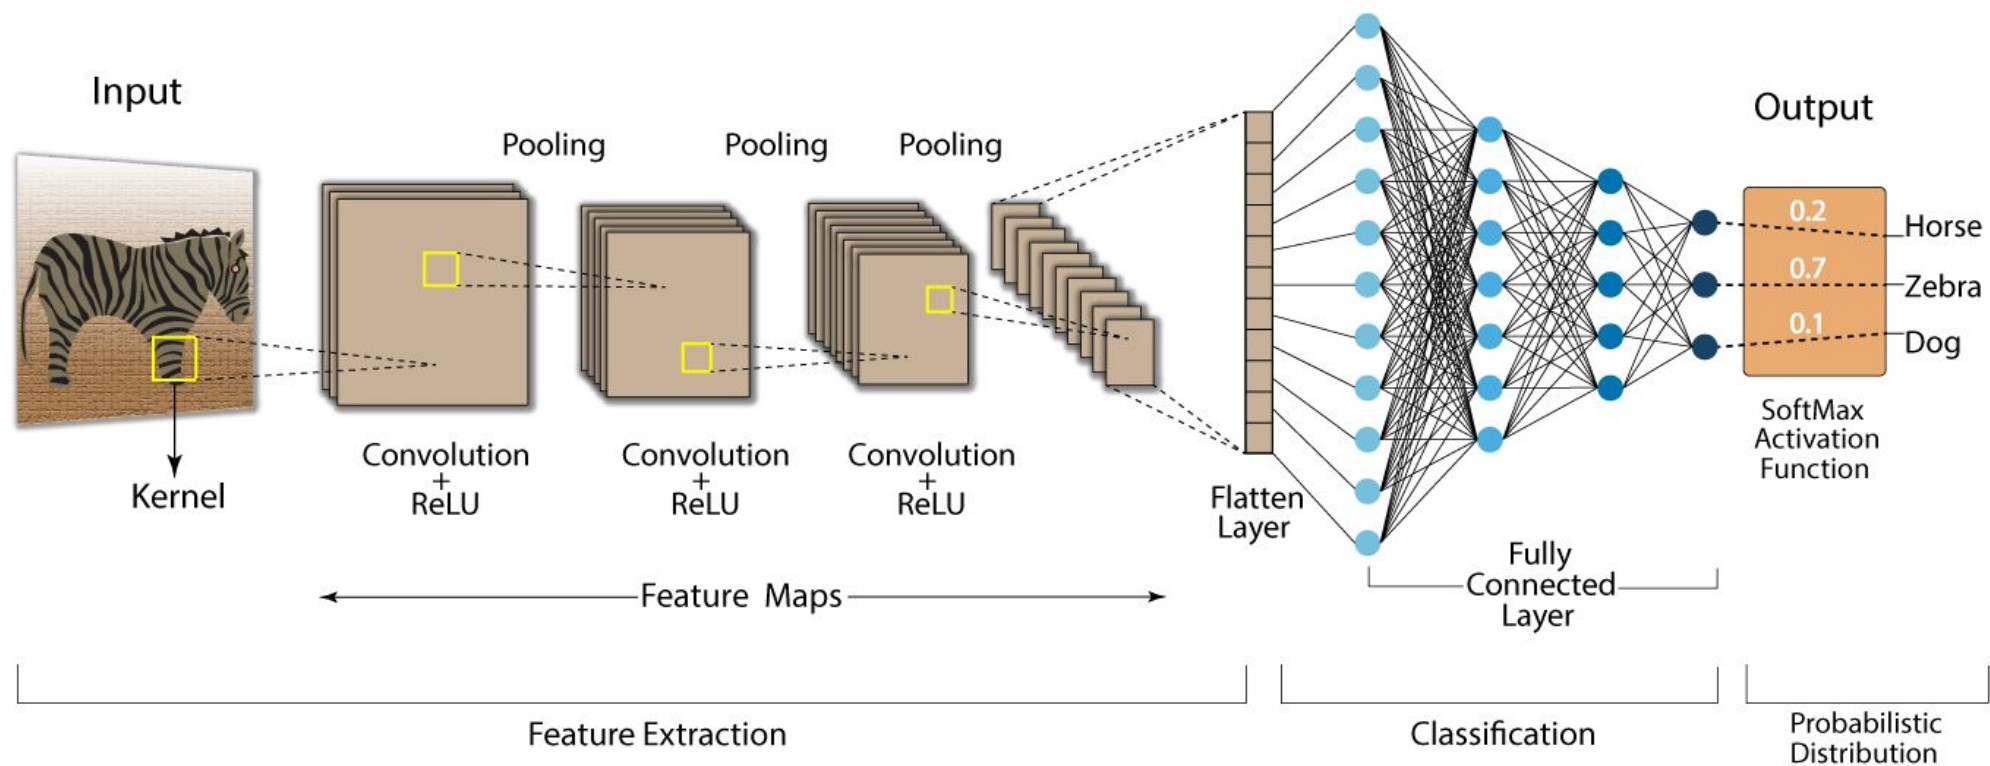 Input
Pooling
Pooling
Pooling
Output
0.2
Horse
0.7
Zebra
0.1
Dog
SoftMax
Activation
Function
Convolution
+
ReLU
Convolution
+
ReLU
Convolution
+
ReLU
Kernel
Flatten
Layer
Fully
Connected
Layer
Feature Maps
Feature Extraction
Classification
Probabilistic
Distribution